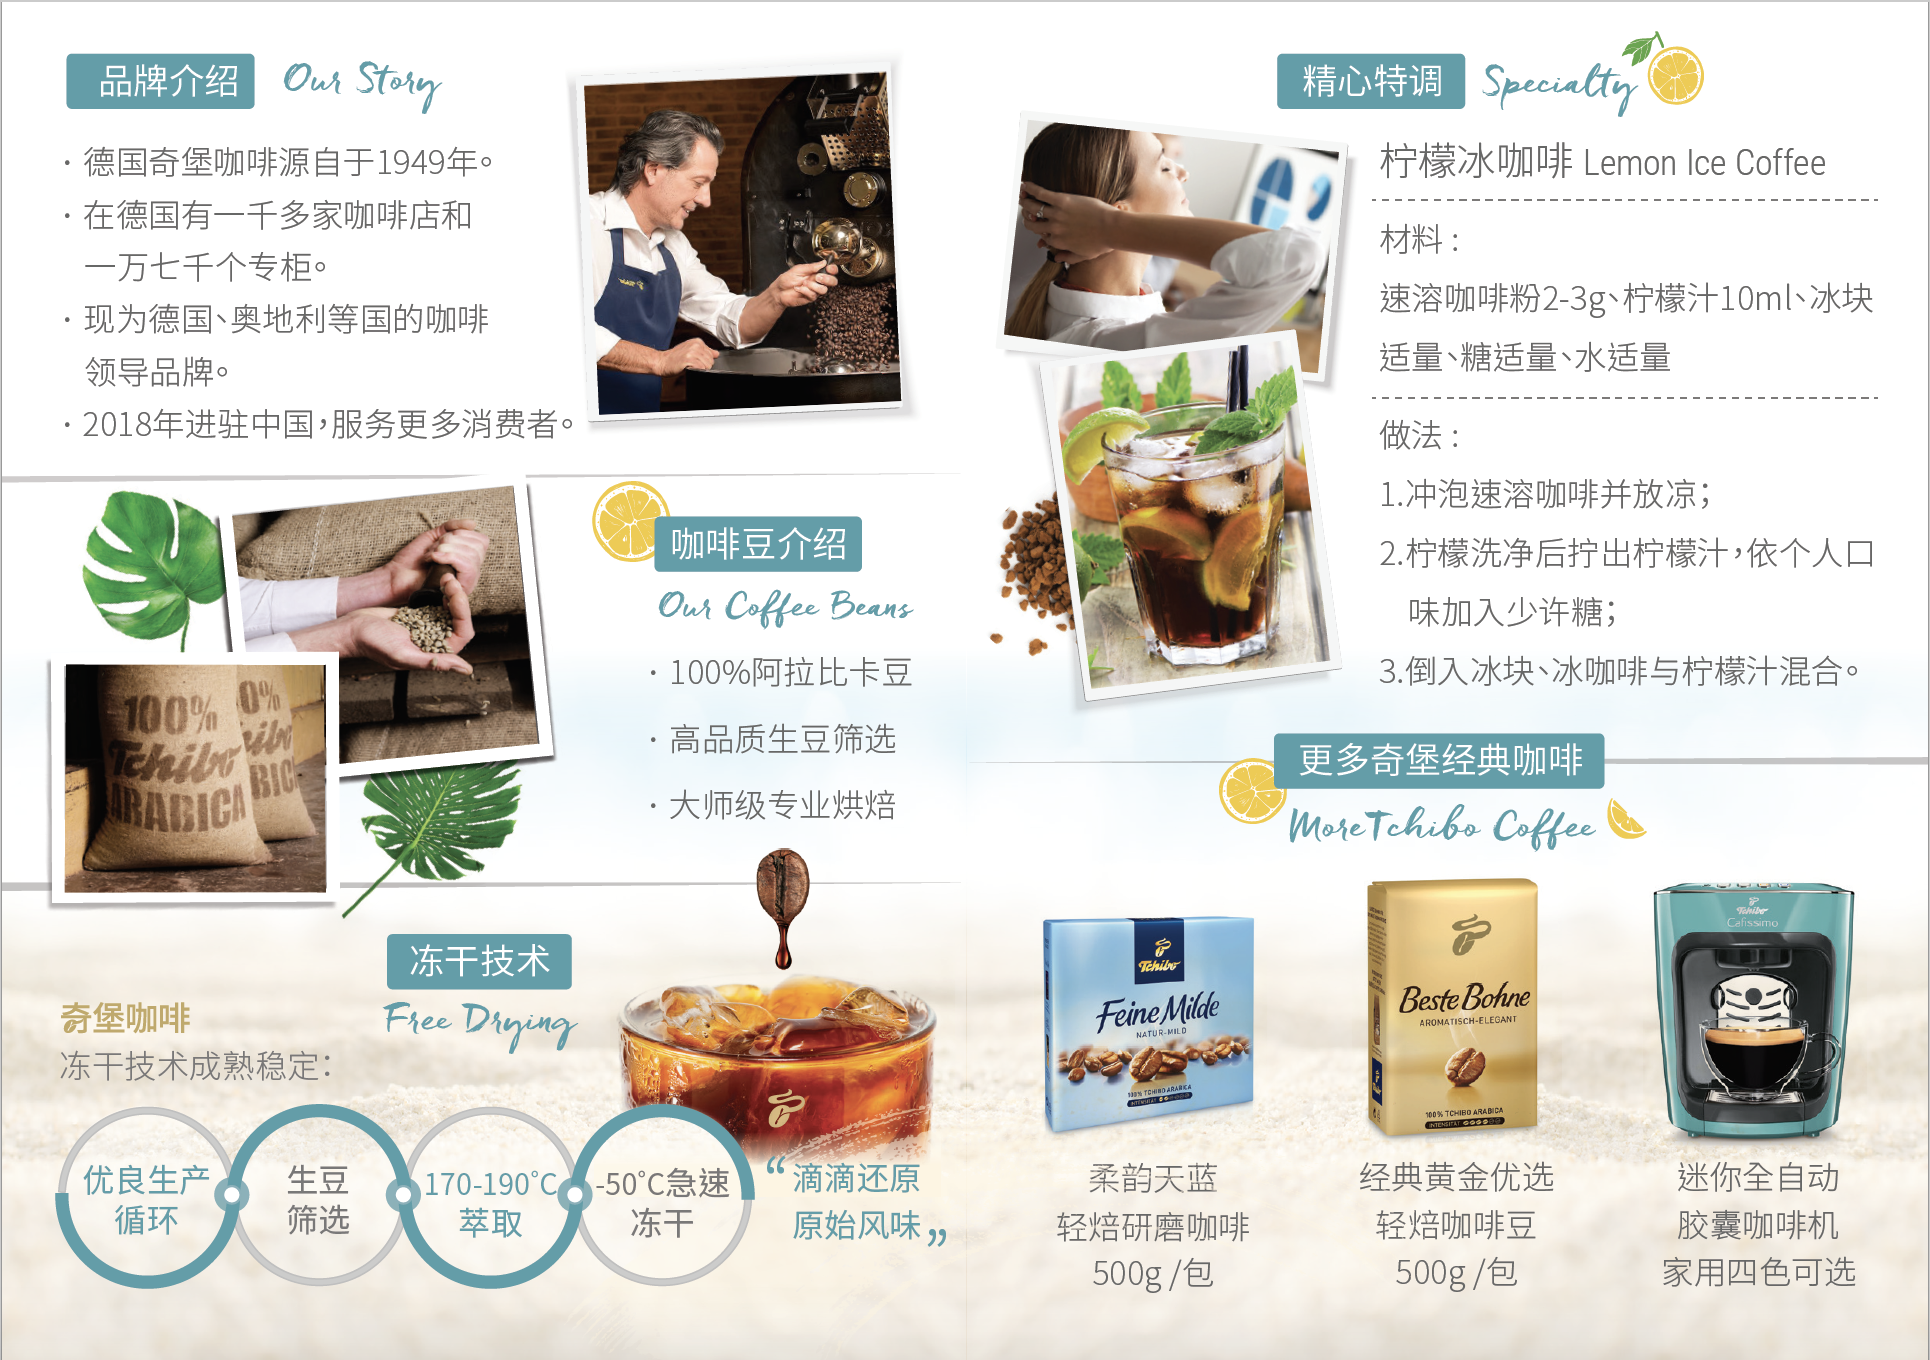 品牌介绍 Our Story
· 德国奇堡咖啡源自于1949年。
· 在德国有一千多家咖啡店和
一万七千个专柜。
· 现为德国、奥地利等国的咖啡
领导品牌。
· 2018年进驻中国，服务更多消费者。
咖啡豆介绍
Our Coffee Beans
· 100%阿拉比卡豆
· 高品质生豆筛选
· 大师级专业烘焙
100%
Tchibo
ARABICA
冻干技术
Free Drying
奇堡咖啡
冻干技术成熟稳定：
优良生产
循环
生豆
筛选
170-190°C
萃取
-50°C急速
冻干
“滴滴还原
原始风味”
精心特调 Specialty
柠檬冰咖啡 Lemon Ice Coffee
材料：
速溶咖啡粉2-3g、柠檬汁10ml、冰块
适量、糖适量、水适量
做法：
1.冲泡速溶咖啡并放凉；
2.柠檬洗净后拧出柠檬汁，依个人口
味加入少许糖；
3.倒入冰块、冰咖啡与柠檬汁混合。
更多奇堡经典咖啡
More Tchibo Coffee
Tchibo
Feine Milde
NATUR-MILD
100% TCHIBO ARABICA
INTENSITÄT
柔韵天蓝
轻焙研磨咖啡
500g /包
Beste Bohne
AROMATISCH-ELEGANT
100% TCHIBO ARABICA
INTENSITÄT
经典黄金优选
轻焙咖啡豆
500g /包
Tchibo
Cafissimo
迷你全自动
胶囊咖啡机
家用四色可选